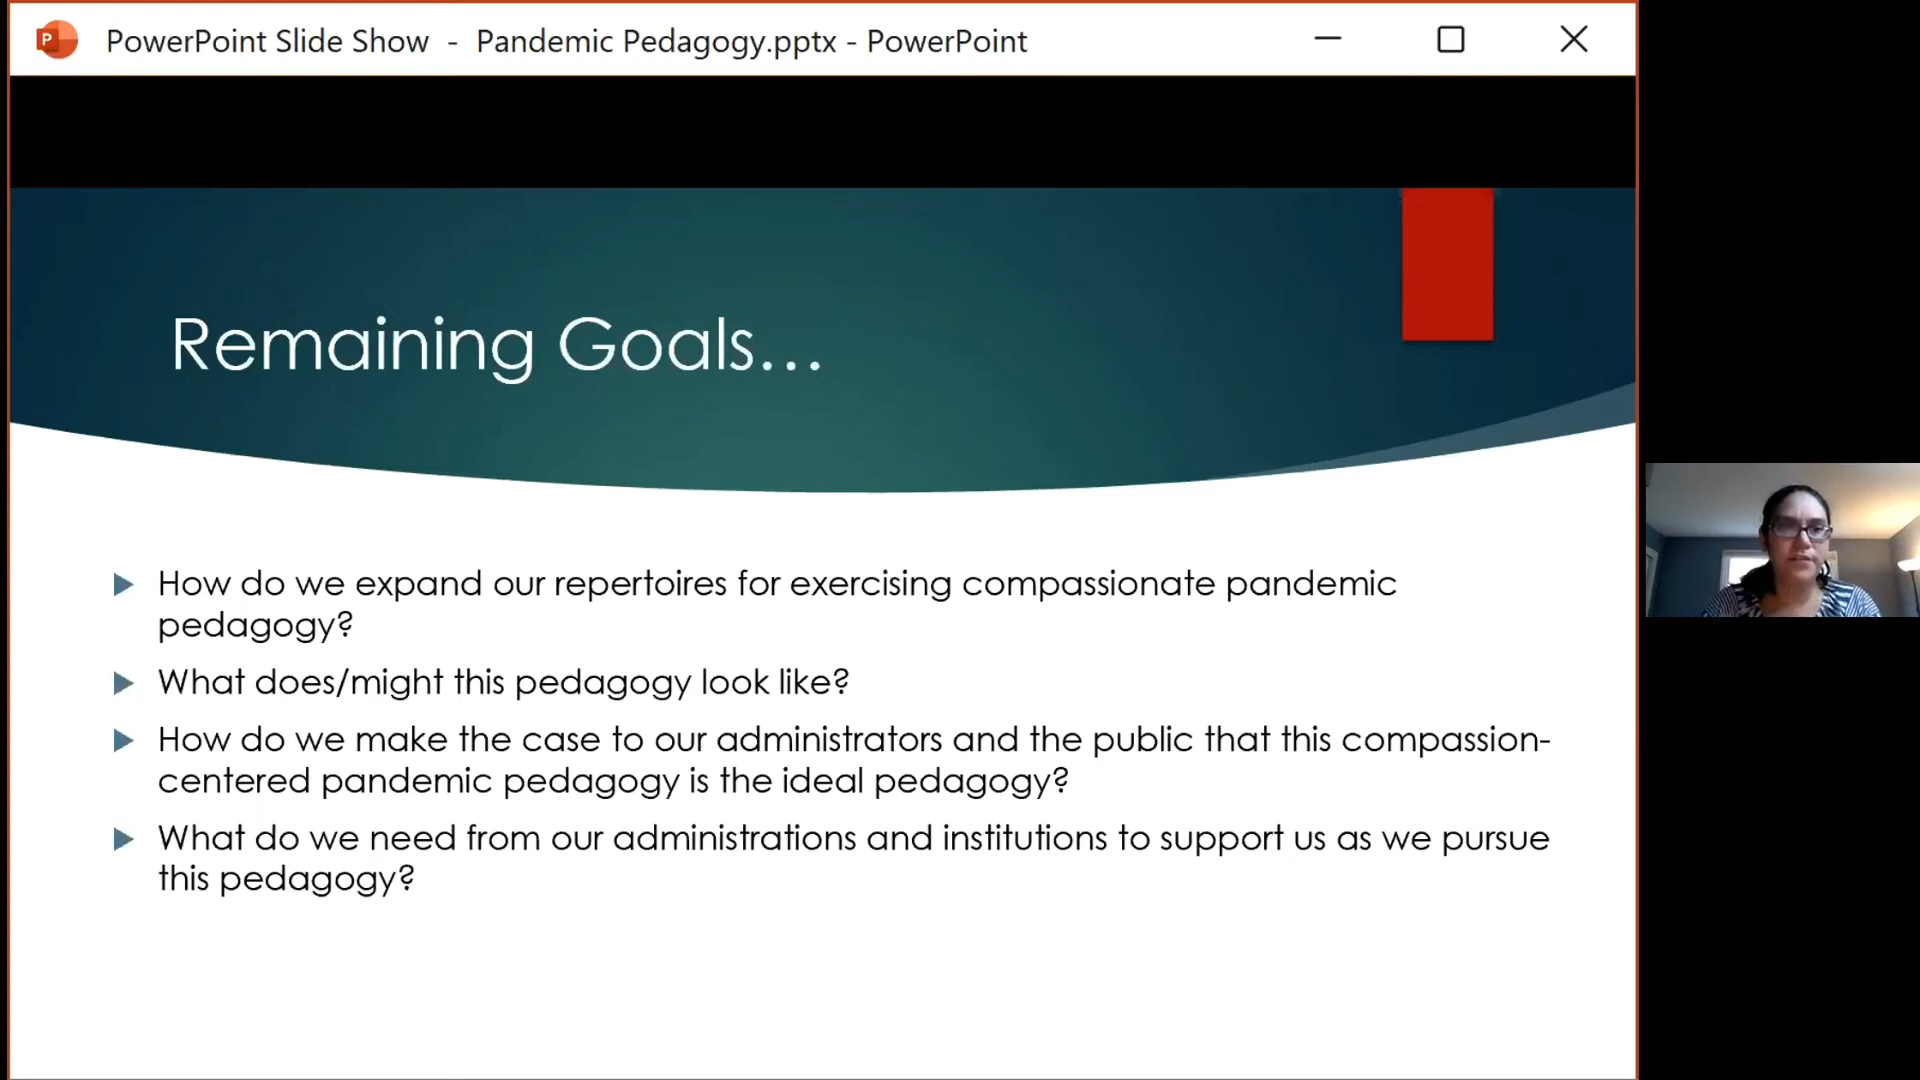 PowerPoint Slide Show - Pandemic Pedagogy.pptx - PowerPoint
Remaining Goals...
How do we expand our repertoires for exercising compassionate pandemic
pedagogy?
What does/might this pedagogy look like?
How do we make the case to our administrators and the public that this compassion-
centered pandemic pedagogy is the ideal pedagogy?
What do we need from our administrations and institutions to support us as we pursue
this pedagogy?